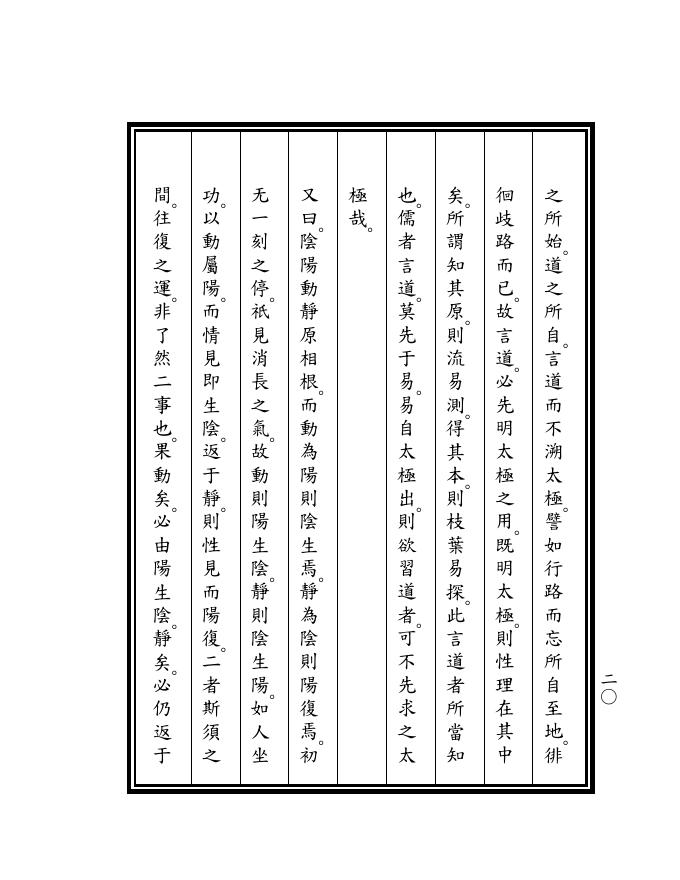 之所始。道之所自。言道而不溯太極。譬如行路而忘所自至地。徘
徊歧路而已。故言道。必先明太極之用。既明太極。則性理在其中
矣。所謂知其原。則流易測。得其本。則枝葉易探。此言道者所當知
也。儒者言道。莫先于易。易自太極出。則欲習道者。可不先求之太
極哉。
又曰。陰陽動靜原相根。而動為陽則陰生焉。靜為陰則陽復焉。初
无一刻之停。祇見消長之氣。故動則陽生陰。靜則陰生陽。如人坐
功。以動屬陽。而情見即生陰。返于靜。則性見而陽復。二者斯須之
間。往復之運。非了然二事也。果動矣。必由陽生陰。靜矣。必仍返于
二〇